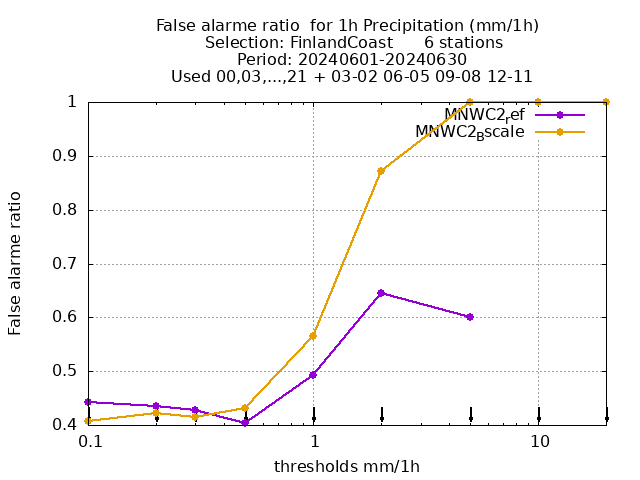 False alarme ratio  for 1h Precipitation (mm/1h)
Selection: FinlandCoast      6 stations
Period: 20240601-20240630
Used 00,03,...,21 + 03-02 06-05 09-08 12-11
MNWC2ref
MNWC2Bscale
1
0.9
0.8
0.7
0.6
0.5
0.4
False alarme ratio
0.1 1 10
thresholds mm/1h